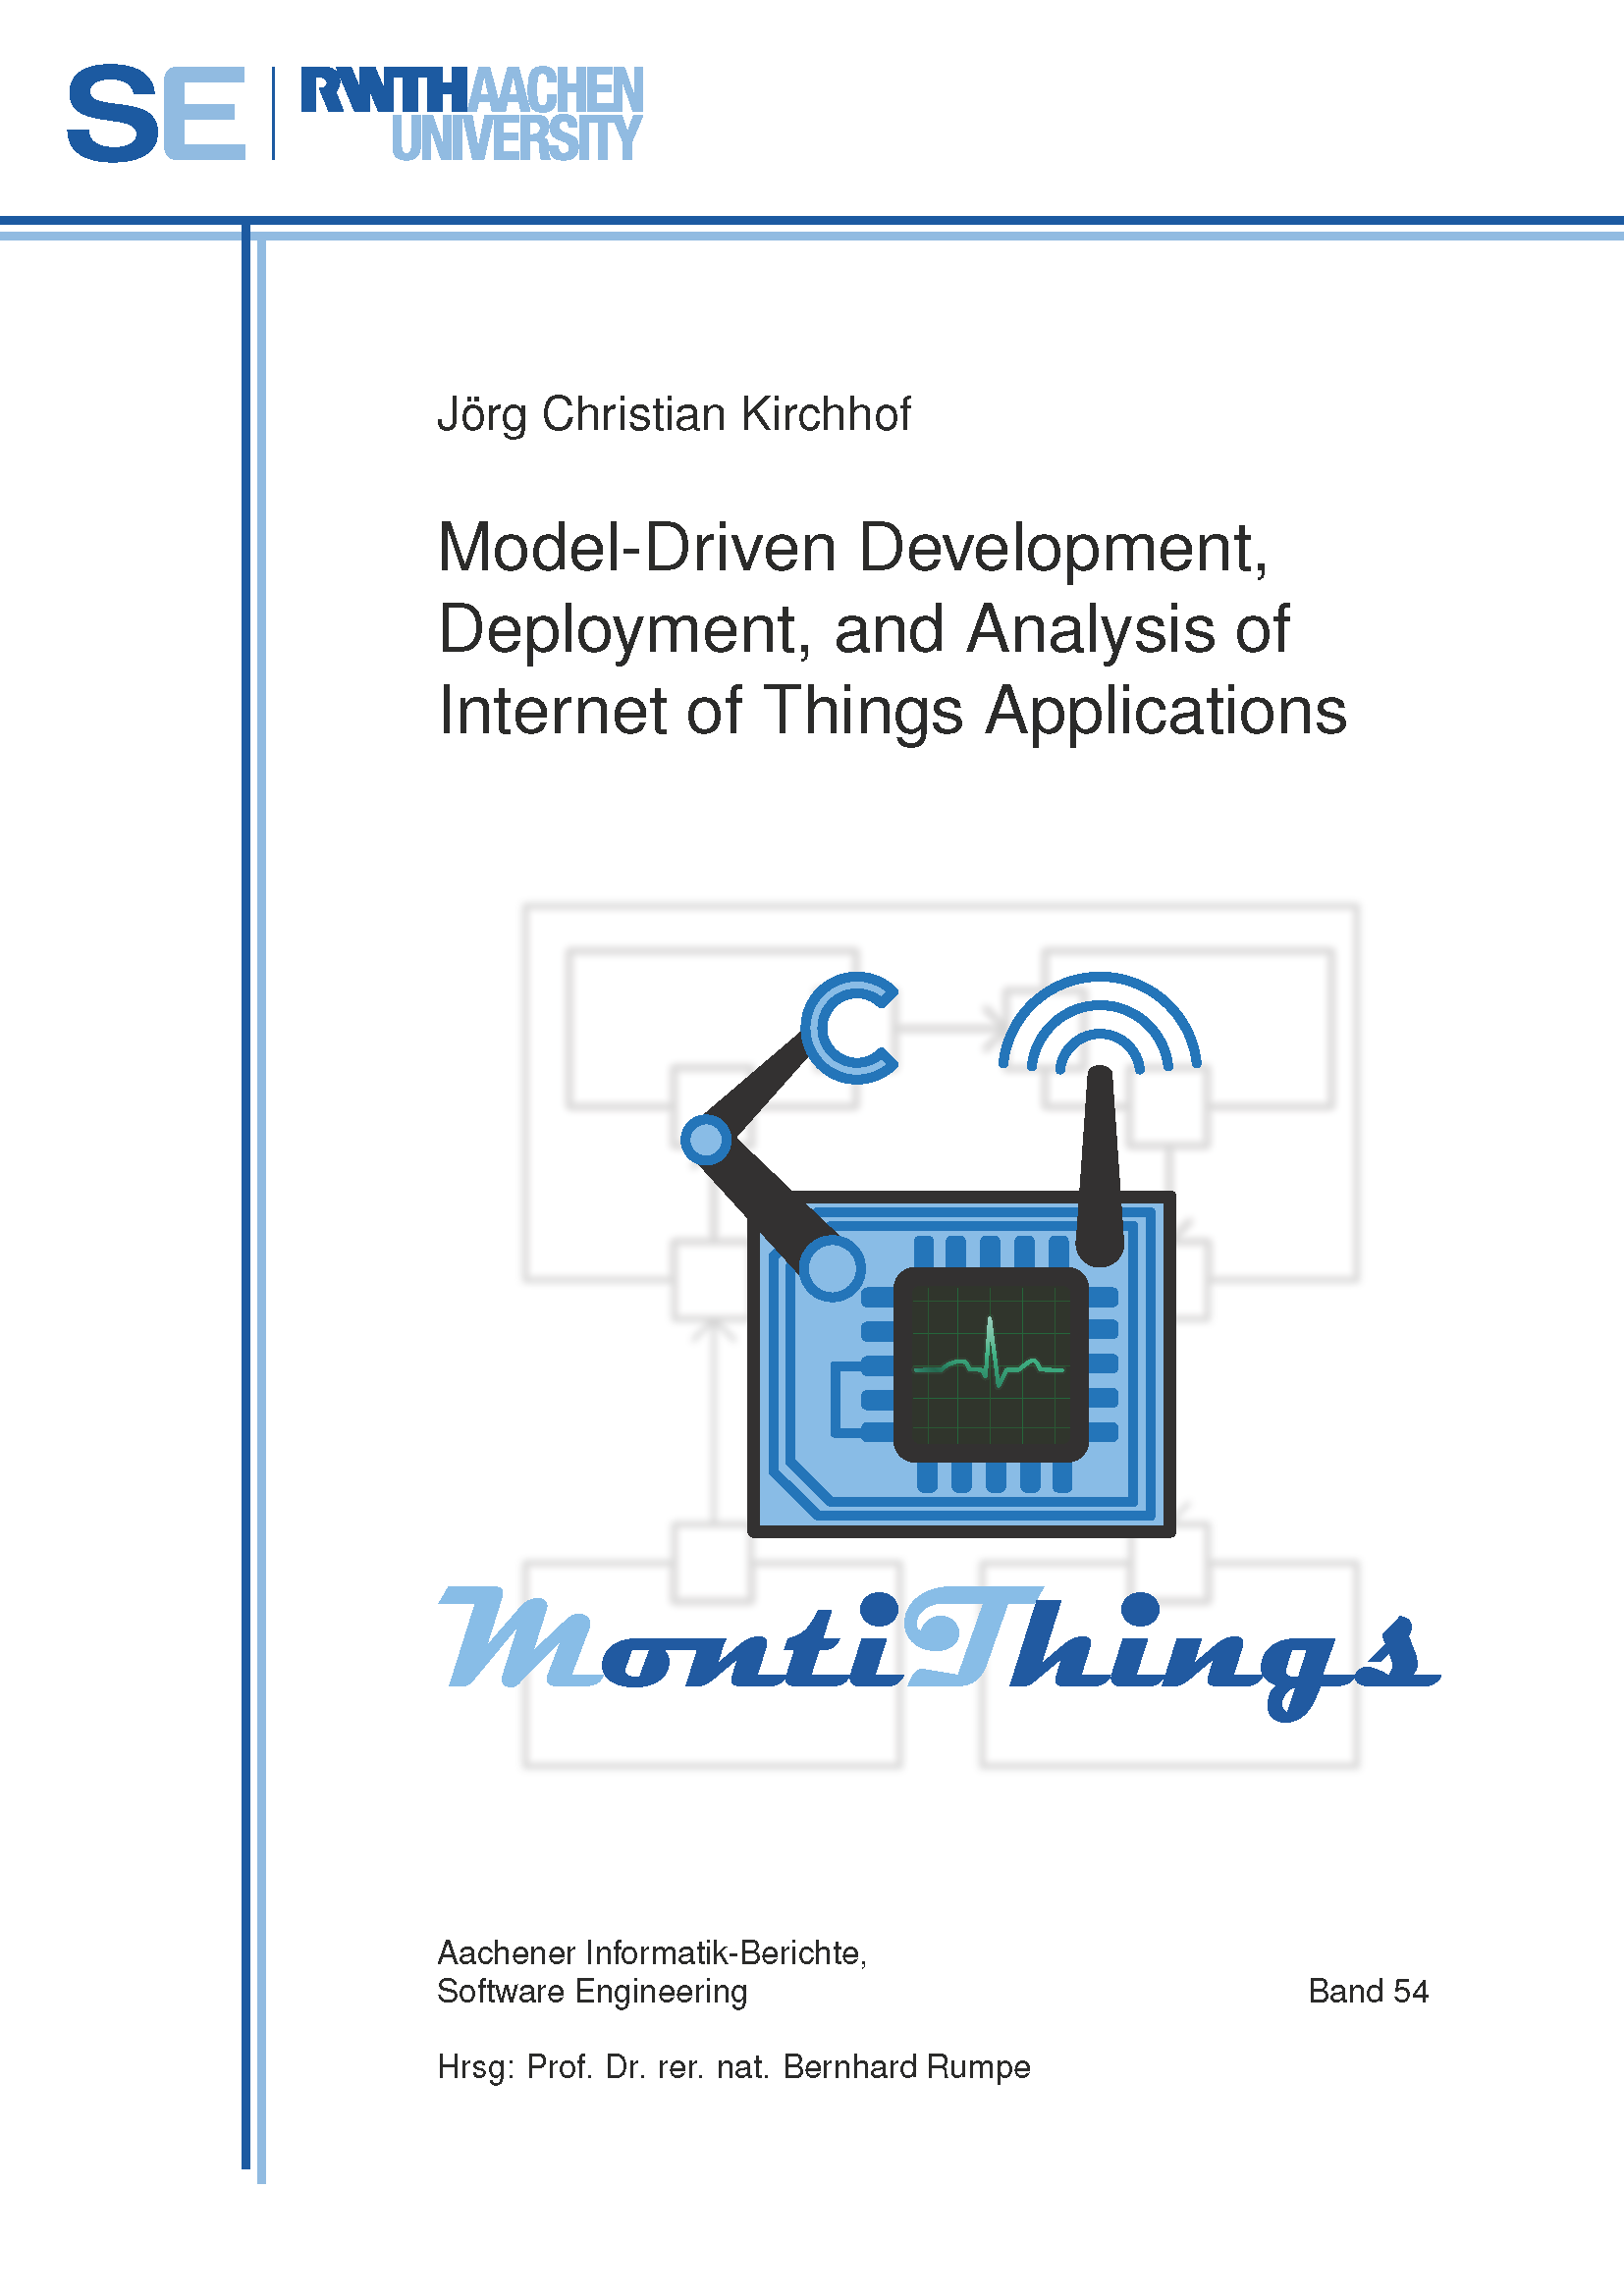 SE RWTHAACHEN
UNIVERSITY
Jörg Christian Kirchhof
Model-Driven Development,
Deployment, and Analysis of
Internet of Things Applications
MontiThings
Aachener Informatik-Berichte,
Software Engineering Band 54
Hrsg: Prof. Dr. rer. nat. Bernhard Rumpe